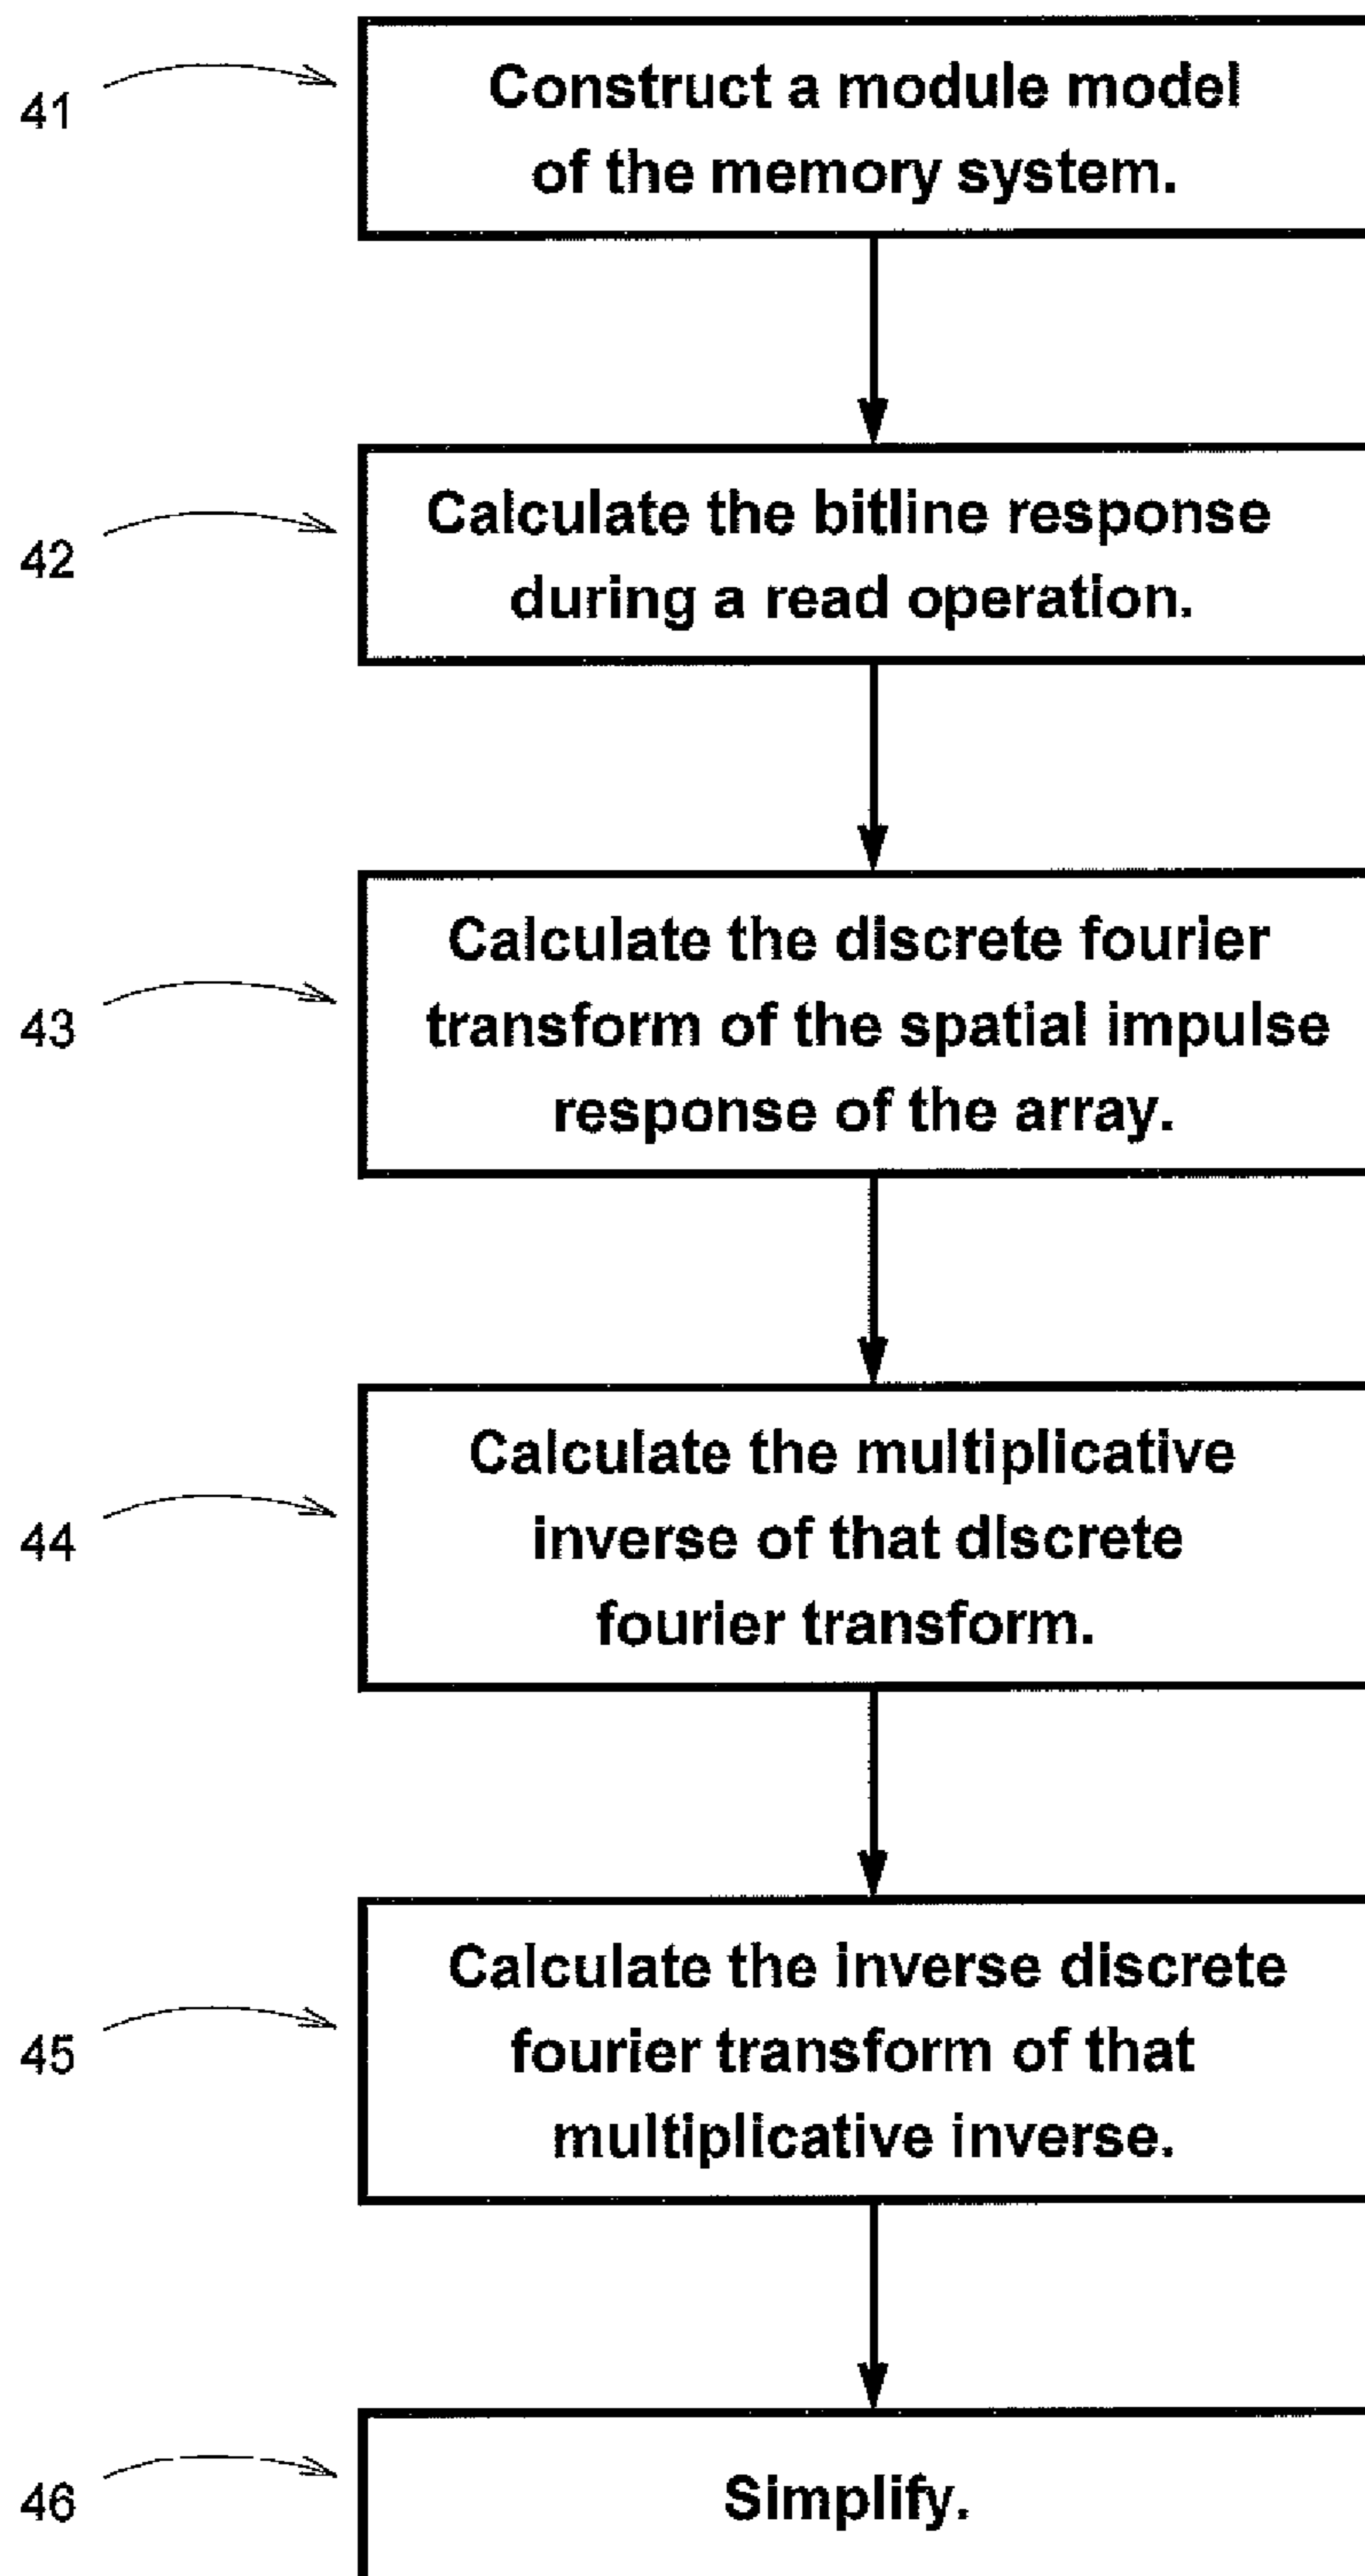 41
Construct a module model
of the memory system.
42
Calculate the bitline response
during a read operation.
43
Calculate the discrete fourier
transform of the spatial impulse
response of the array.
44
Calculate the multiplicative
inverse of that discrete
fourier transform.
45
Calculate the inverse discrete
fourier transform of that
multiplicative inverse.
46
Simplify.